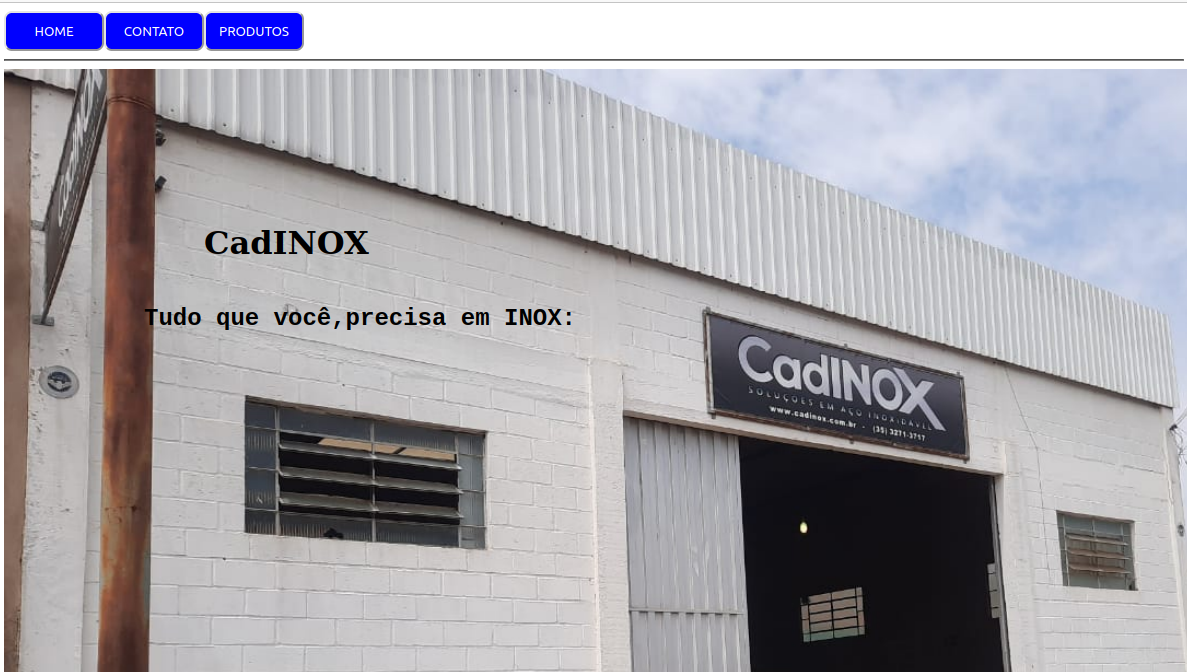 HOME CONTATO PRODUTOS
CadINOX
CadINOX
Tudo que você,precisa em INOX:
CadINOX
SOLUÇÕES EM AÇO INOXIDÁVEL
www.cadinox.com.br - (35) 3271-3717